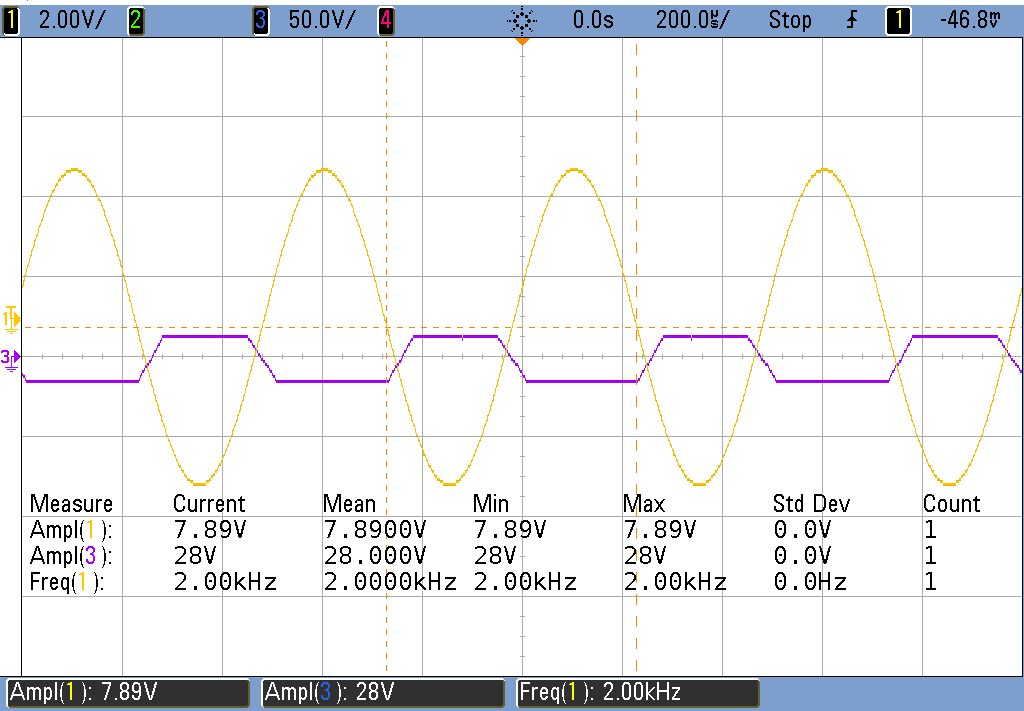 1 2.00V/ 2 3 50.0V/ 4 0.0s 200.0㎲/ Stop 1 -46.8㎷
1
3
Measure Current Mean Min Max Std Dev Count
Ampl(1): 7.89V 7.8900V 7.89V 7.89V 0.0V 1
Ampl(3): 28V 28.000V 28V 28V 0.0V 1
Freq(1): 2.00kHz 2.0000kHz 2.00kHz 2.00kHz 0.0Hz 1
Ampl(1): 7.89V Ampl(3): 28V Freq(1): 2.00kHz